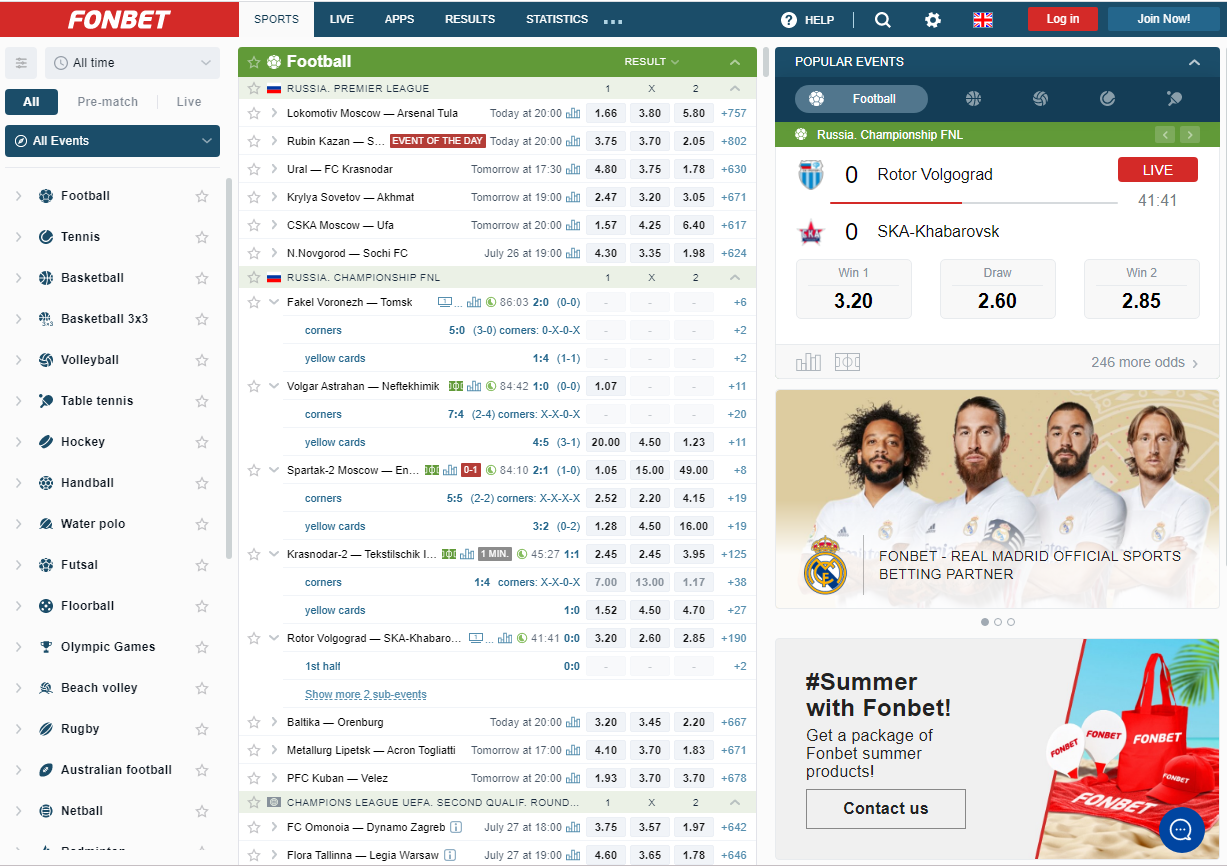 FONBET
SPORTS LIVE APPS RESULTS STATISTICS ... HELP Log in Join Now!
All time
All Pre-match Live
All Events
Football
Tennis
Basketball
Basketball 3x3
Volleyball
Table tennis
Hockey
Handball
Water polo
Futsal
Floorball
Olympic Games
Beach volley
Rugby
Australian football
Netball
Football RESULT
RUSSIA. PREMIER LEAGUE 1 X 2
Lokomotiv Moscow — Arsenal Tula Today at 20:00 1.66 3.80 5.80 +757
Rubin Kazan — S... EVENT OF THE DAY Today at 20:00 3.75 3.70 2.05 +802
Ural — FC Krasnodar Tomorrow at 17:30 4.80 3.75 1.78 +630
Krylya Sovetov — Akhmat Tomorrow at 19:00 2.47 3.20 3.05 +671
CSKA Moscow — Ufa Tomorrow at 19:00 1.57 4.25 6.40 +617
N.Novgorod — Sochi FC July 26 at 19:00 4.30 3.35 1.98 +624
RUSSIA. CHAMPIONSHIP FNL 1 X 2
Fakel Voronezh — Tomsk 1 ... 86:03 2:0 (0-0) - - - +6
corners 5:0 (3-0) corners: 0-X-0-X - - - +2
yellow cards 1:4 (1-1) - - - +2
Volgar Astrahan — Neftekhimik 84:42 1:0 (0-0) 1.07 - - +11
corners 7:4 (2-4) corners: X-X-0-X - - - +20
yellow cards 4:5 (3-1) 20.00 4.50 1.23 +11
Spartak-2 Moscow — En... 0-1 84:10 2:1 (1-0) 1.05 15.00 49.00 +8
corners 5:5 (2-2) corners: X-X-X-X 2.52 2.20 4.15 +19
yellow cards 3:2 (0-2) 1.28 4.50 16.00 +19
Krasnodar-2 — Tekstilschik I... 1 MIN. 45:27 1:1 2.45 2.45 3.95 +125
corners 1:4 corners: X-X-0-X 7.00 13.00 1.17 +38
yellow cards 1:0 1.52 4.50 4.70 +27
Rotor Volgograd — SKA-Khabaro... 1 ... 41:41 0:0 3.20 2.60 2.85 +190
1st half 0:0 - - - +2
Show more 2 sub-events
Baltika — Orenburg Today at 20:00 3.20 3.45 2.20 +667
Metallurg Lipetsk — Acron Togliatti Tomorrow at 17:00 4.10 3.70 1.83 +671
PFC Kuban — Velez Tomorrow at 20:00 1.93 3.70 3.70 +678
CHAMPIONS LEAGUE UEFA. SECOND QUALIF. ROUND... 1 X 2
FC Omonoia — Dynamo Zagreb July 27 at 18:00 3.75 3.57 1.97 +642
Flora Tallinna — Legia Warsaw July 27 at 19:00 4.60 3.65 1.78 +646
POPULAR EVENTS
Football
Russia. Championship FNL
0 Rotor Volgograd LIVE
41:41
0 SKA-Khabarovsk
Win 1 Draw Win 2
3.20 2.60 2.85
246 more odds
FONBET - REAL MADRID OFFICIAL SPORTS
BETTING PARTNER
#Summer
with Fonbet!
Get a package of
Fonbet summer
products!
Contact us
FONBET
FONBET
FONBET
FONBET
FONBET